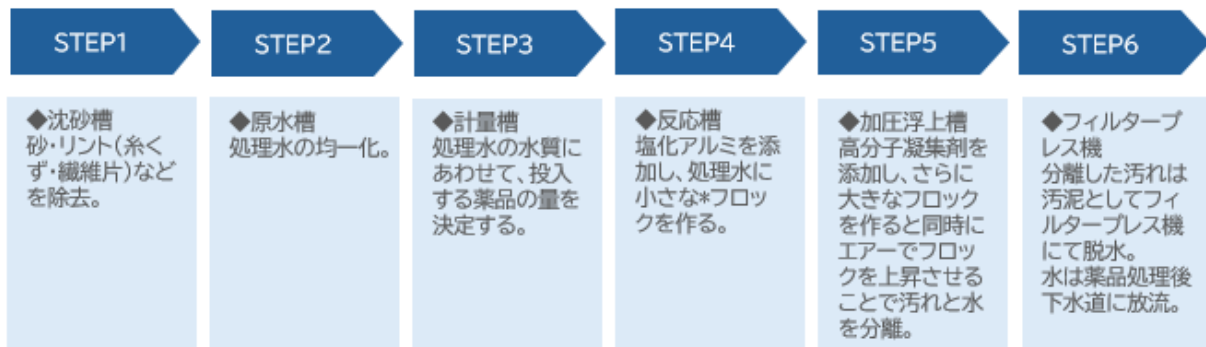 STEP1
STEP2
STEP3
STEP4
STEP5
STEP6
◆沈砂槽
砂・リント(糸く
ず・繊維片)など
を除去。
◆原水槽
処理水の均一化。
◆計量槽
処理水の水質に
あわせて、投入
する薬品の量を
決定する。
◆反応槽
塩化アルミを添
加し、処理水に
小さな*フロッ
クを作る。
◆加圧浮上槽
高分子凝集剤を
添加し、さらに
大きなフロック
を作ると同時に
エアーでフロッ
クを上昇させる
ことで汚れと水
を分離。
◆フィルタープ
レス機
分離した汚れは
汚泥としてフィ
ルタープレス機
にて脱水。
水は薬品処理後
下水道に放流。